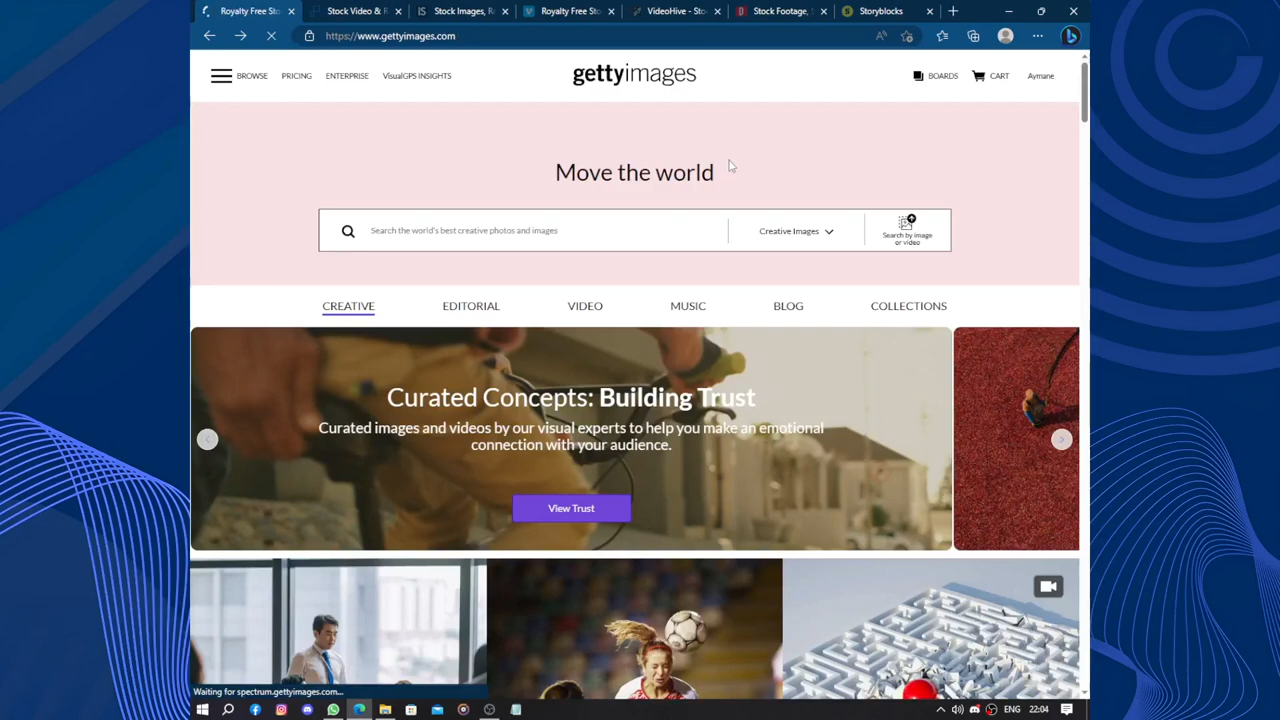 Royalty Free Sto
Stock Video & R
Stock Images, R
Royalty Free Sto
VideoHive - Sto
Stock Footage,
Storyblocks
https://www.gettyimages.com
BROWSE
PRICING
ENTERPRISE
VisualGPS INSIGHTS
gettyimages
BOARDS
CART
Aymane
Move the world
Search the world's best creative photos and images
Creative Images
Search by image
or video
CREATIVE
EDITORIAL
VIDEO
MUSIC
BLOG
COLLECTIONS
Curated Concepts: Building Trust
Curated images and videos by our visual experts to help you make an emotional
connection with your audience.
View Trust
Waiting for spectrum.gettyimages.com...
ENG
22:04